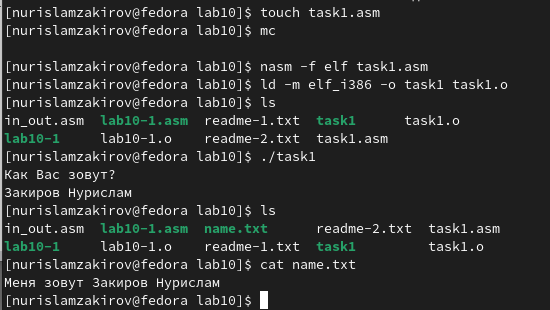 [nurislamzakirov@fedora lab10]$ touch task1.asm
[nurislamzakirov@fedora lab10]$ mc
[nurislamzakirov@fedora lab10]$ nasm -f elf task1.asm
[nurislamzakirov@fedora lab10]$ ld -m elf_i386 -o task1 task1.o
[nurislamzakirov@fedora lab10]$ ls
in_out.asm lab10-1.asm readme-1.txt task1 task1.o
lab10-1 lab10-1.o readme-2.txt task1.asm
[nurislamzakirov@fedora lab10]$ ./task1
Как Вас зовут?
Закиров Нурислам
[nurislamzakirov@fedora lab10]$ ls
in_out.asm lab10-1.asm name.txt readme-2.txt task1.asm
lab10-1 lab10-1.o readme-1.txt task1 task1.o
[nurislamzakirov@fedora lab10]$ cat name.txt
Меня зовут Закиров Нурислам
[nurislamzakirov@fedora lab10]$